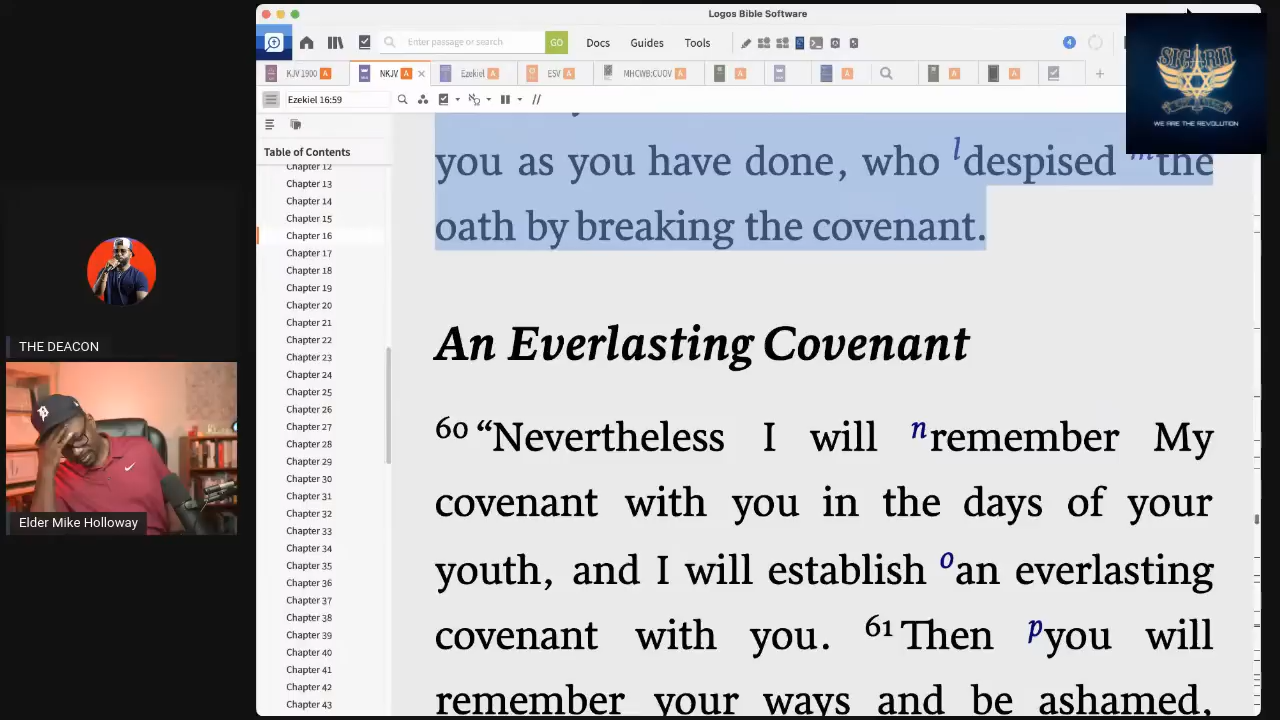 Logos Bible Software
Enter passage or search
GO
Docs
Guides
Tools
4
KJV 1900 A
NKJV A
Ezekiel A
ESV A
MHCWB:CUOV A
A
A
A
A
Ezekiel 16:59
Table of Contents
Chapter 12
Chapter 13
Chapter 14
Chapter 15
Chapter 16
Chapter 17
Chapter 18
Chapter 19
Chapter 20
Chapter 21
Chapter 22
Chapter 23
Chapter 24
Chapter 25
Chapter 26
Chapter 27
Chapter 28
Chapter 29
Chapter 30
Chapter 31
Chapter 32
Chapter 33
Chapter 34
Chapter 35
Chapter 36
Chapter 37
Chapter 38
Chapter 39
Chapter 40
Chapter 41
Chapter 42
Chapter 43
you as you have done, who l despised m the
oath by breaking the covenant.
An Everlasting Covenant
60 “Nevertheless I will n remember My
covenant with you in the days of your
youth, and I will establish o an everlasting
covenant with you. 61 Then p you will
remember your ways and be ashamed,
SICARII
WE ARE THE REVOLUTION
THE DEACON
Elder Mike Holloway